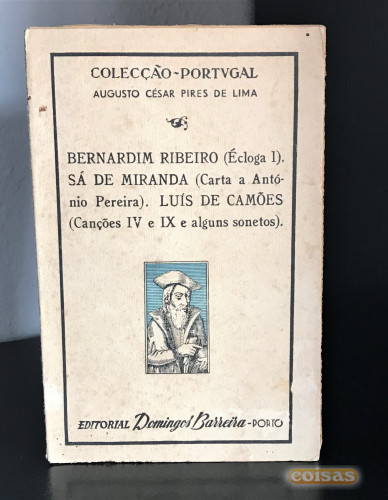 COLECÇÃO-PORTVGAL
AUGUSTO CÉSAR PIRES DE LIMA
BERNARDIM RIBEIRO (Écloga I).
SÁ DE MIRANDA (Carta a Antó-
nio Pereira). LUÍS DE CAMÕES
(Canções IV e IX e alguns sonetos).
EDITORIAL Domingos Barreira-PORTO
coisas